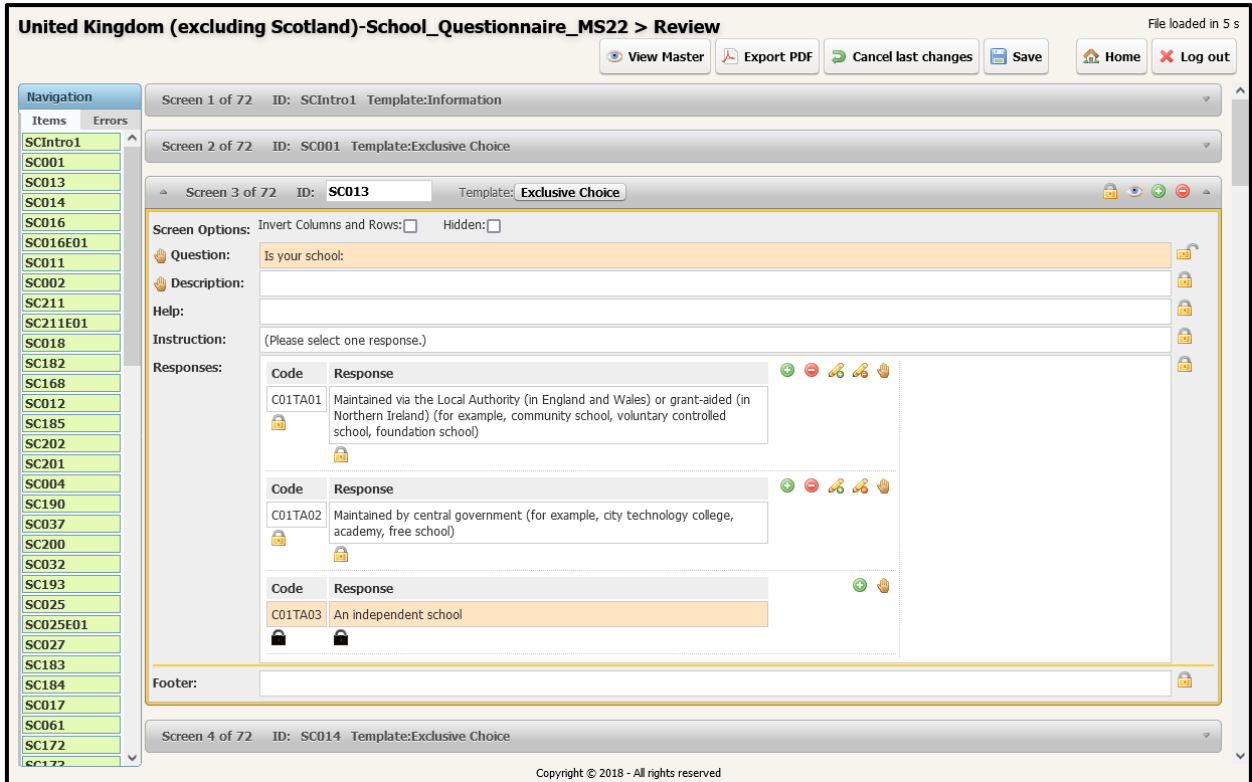 United Kingdom (excluding Scotland)-School_Questionnaire_MS22 > Review
File loaded in 5 s
View Master Export PDF Cancel last changes Save Home Log out
Navigation
Items Errors
SCIntro1
SC001
SC013
SC014
SC016
SC016E01
SC011
SC002
SC211
SC211E01
SC018
SC182
SC168
SC012
SC185
SC202
SC201
SC004
SC190
SC037
SC200
SC032
SC193
SC025
SC025E01
SC027
SC183
SC184
SC017
SC061
SC172
SC173
Screen 1 of 72 ID: SCIntro1 Template:Information
Screen 2 of 72 ID: SC001 Template:Exclusive Choice
Screen 3 of 72 ID: SC013 Template: Exclusive Choice
Screen Options: Invert Columns and Rows: Hidden:
Question: Is your school:
Description:
Help:
Instruction: (Please select one response.)
Responses:
Code Response
C01TA01 Maintained via the Local Authority (in England and Wales) or grant-aided (in
Northern Ireland) (for example, community school, voluntary controlled
school, foundation school)
Code Response
C01TA02 Maintained by central government (for example, city technology college,
academy, free school)
Code Response
C01TA03 An independent school
Footer:
Screen 4 of 72 ID: SC014 Template:Exclusive Choice
Copyright © 2018 - All rights reserved